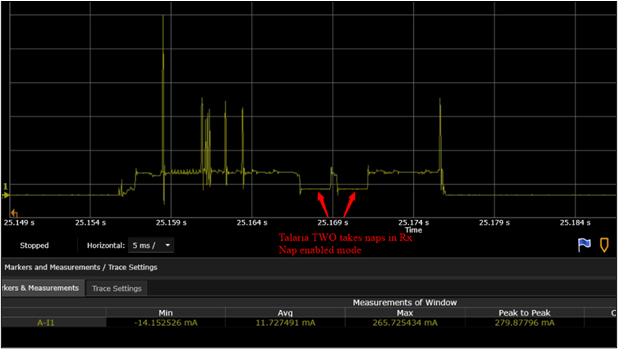 1
25.149 s 25.154 s 25.159 s 25.164 s 25.169 s 25.174 s 25.179 s 25.184 s
Time
Talaria TWO takes naps in Rx
Nap enabled mode
Stopped Horizontal: 5 ms /
Markers and Measurements / Trace Settings
rkers & Measurements Trace Settings
Measurements of Window
Min Avg Max Peak to Peak C
A-I1 -14.152526 mA 11.727491 mA 265.725434 mA 279.87796 mA